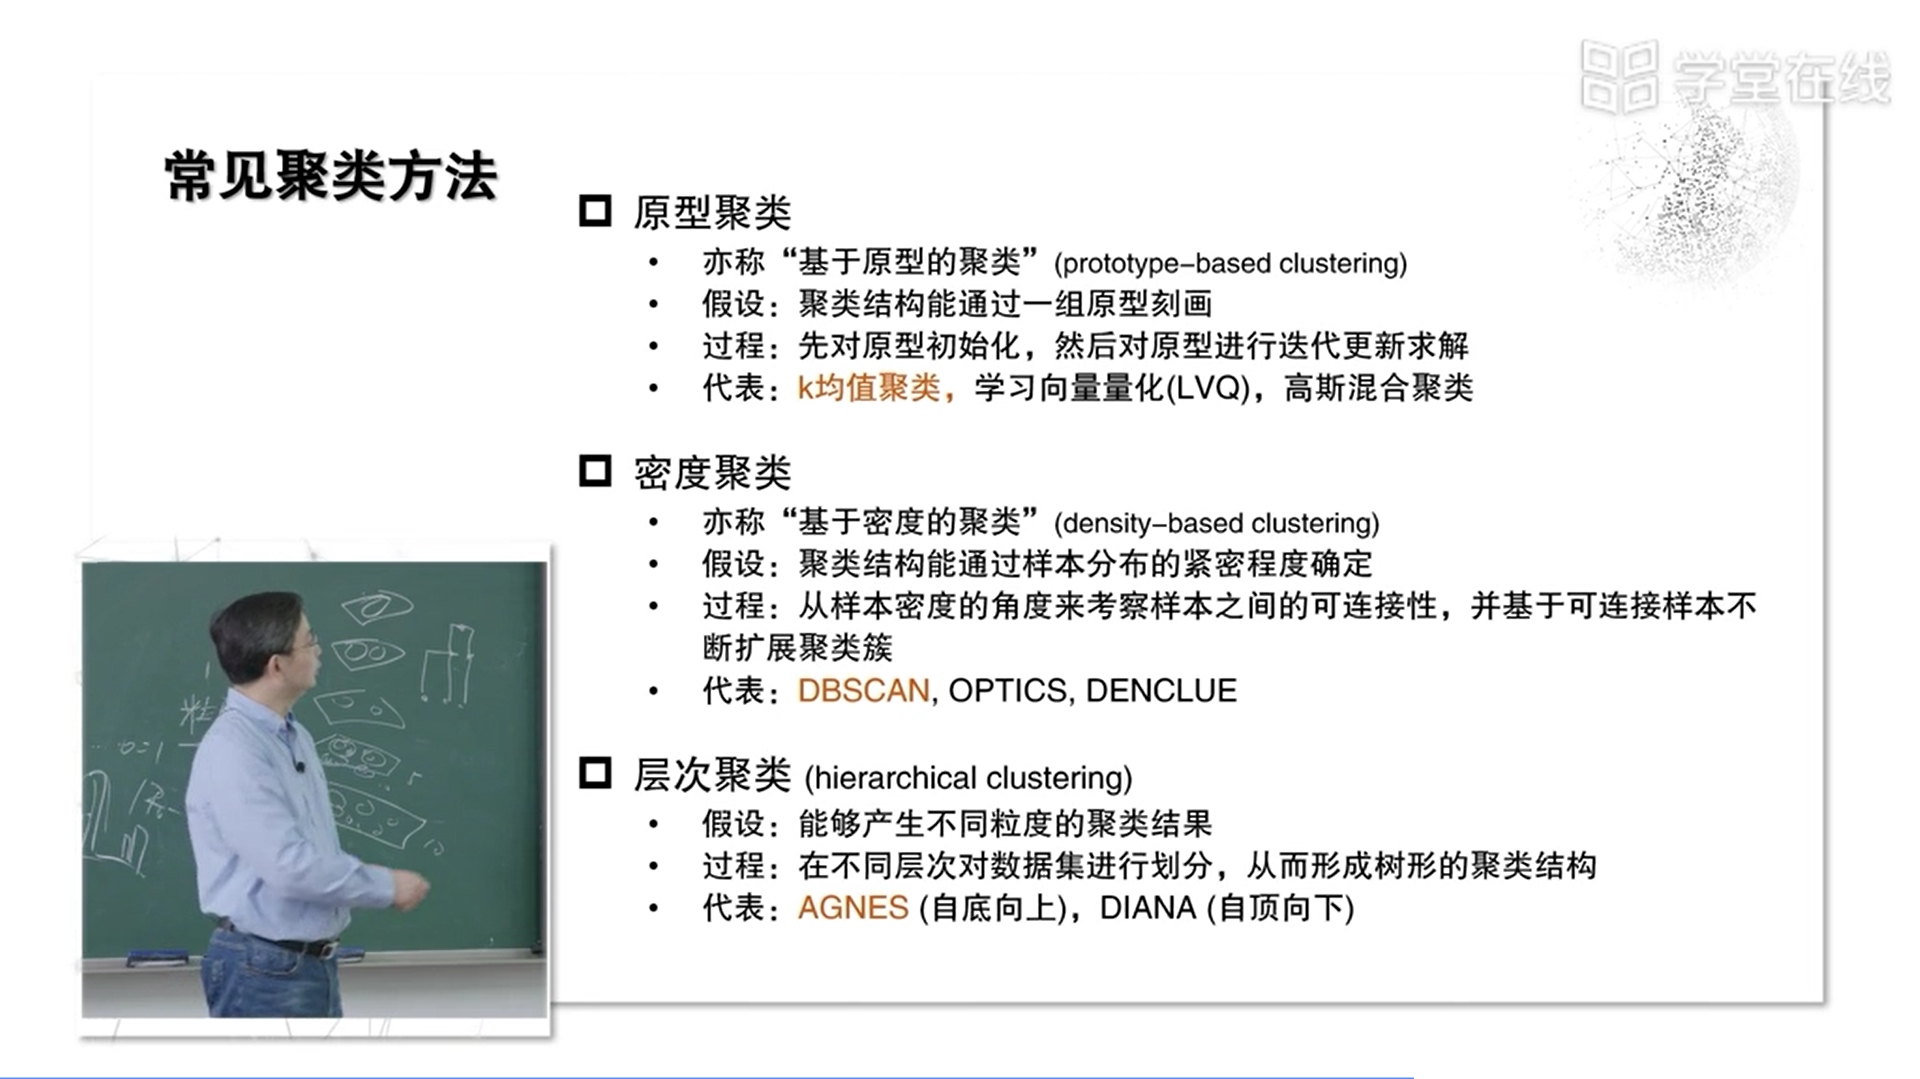 学堂在线
常见聚类方法
原型聚类
• 亦称“基于原型的聚类”(prototype-based clustering)
• 假设：聚类结构能通过一组原型刻画
• 过程：先对原型初始化，然后对原型进行迭代更新求解
• 代表：k均值聚类，学习向量量化(LVQ)，高斯混合聚类
密度聚类
• 亦称“基于密度的聚类”(density-based clustering)
• 假设：聚类结构能通过样本分布的紧密程度确定
• 过程：从样本密度的角度来考察样本之间的可连接性，并基于可连接样本不
断扩展聚类簇
• 代表：DBSCAN, OPTICS, DENCLUE
层次聚类 (hierarchical clustering)
• 假设：能够产生不同粒度的聚类结果
• 过程：在不同层次对数据集进行划分，从而形成树形的聚类结构
• 代表：AGNES (自底向上)，DIANA (自顶向下)